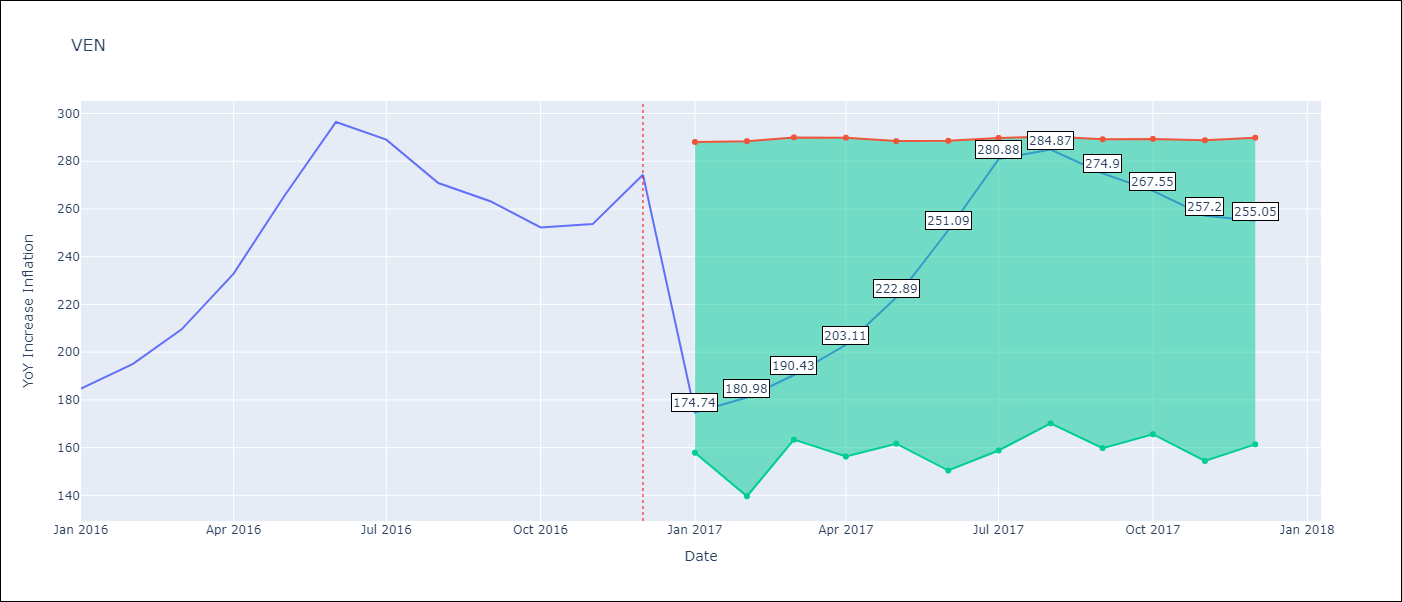 VEN
YoY Increase Inflation
300
280
260
240
220
200
180
160
140
174.74
180.98
190.43
203.11
222.89
251.09
280.88
284.87
274.9
267.55
257.2
255.05
Jan 2016
Apr 2016
Jul 2016
Oct 2016
Jan 2017
Apr 2017
Jul 2017
Oct 2017
Jan 2018
Date